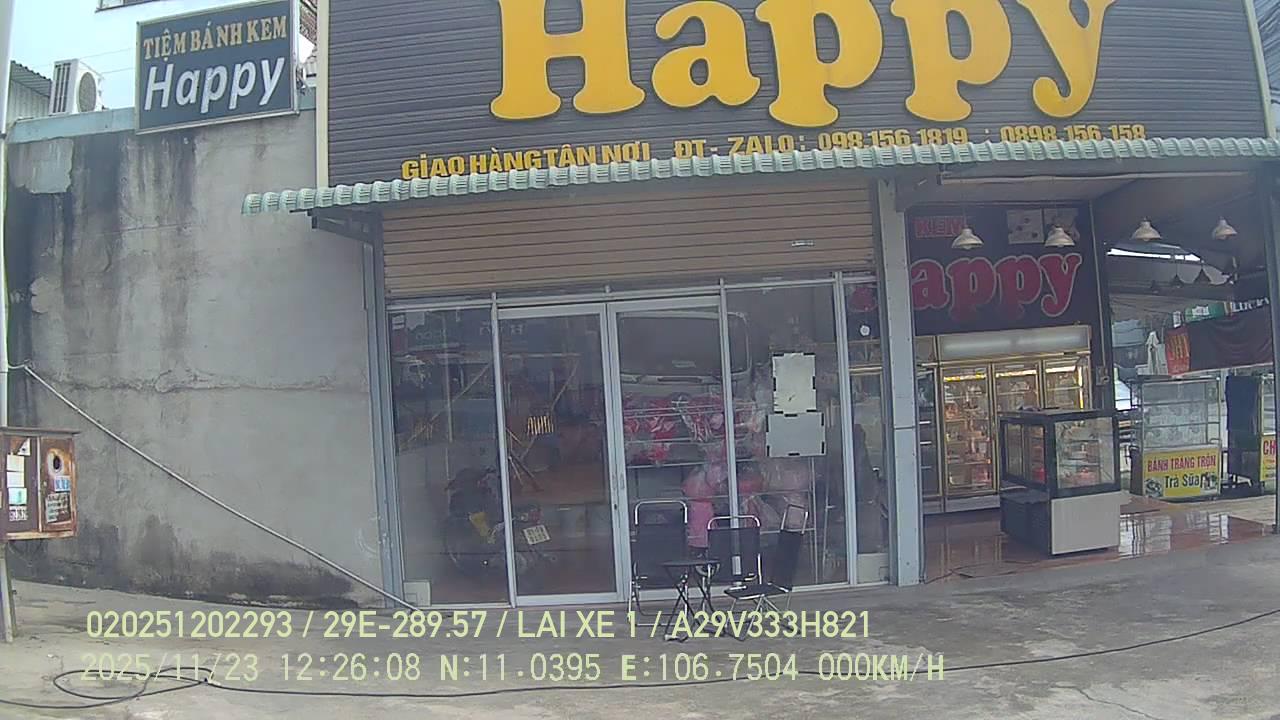 TIỆM BÁNH KEM
Happy
Happy
GIAO HÀNG TẬN NƠI ĐT - ZALO : 098 156 1819 : 0898 156 158
KEM
appy
BÁNH TRÁNG TRỘN
Trà Sữa
020251202293 / 29E-289.57 / LAI XE 1 / A29V333H821
2025/11/23 12:26:08 N:11.0395 E:106.7504 000KM/H